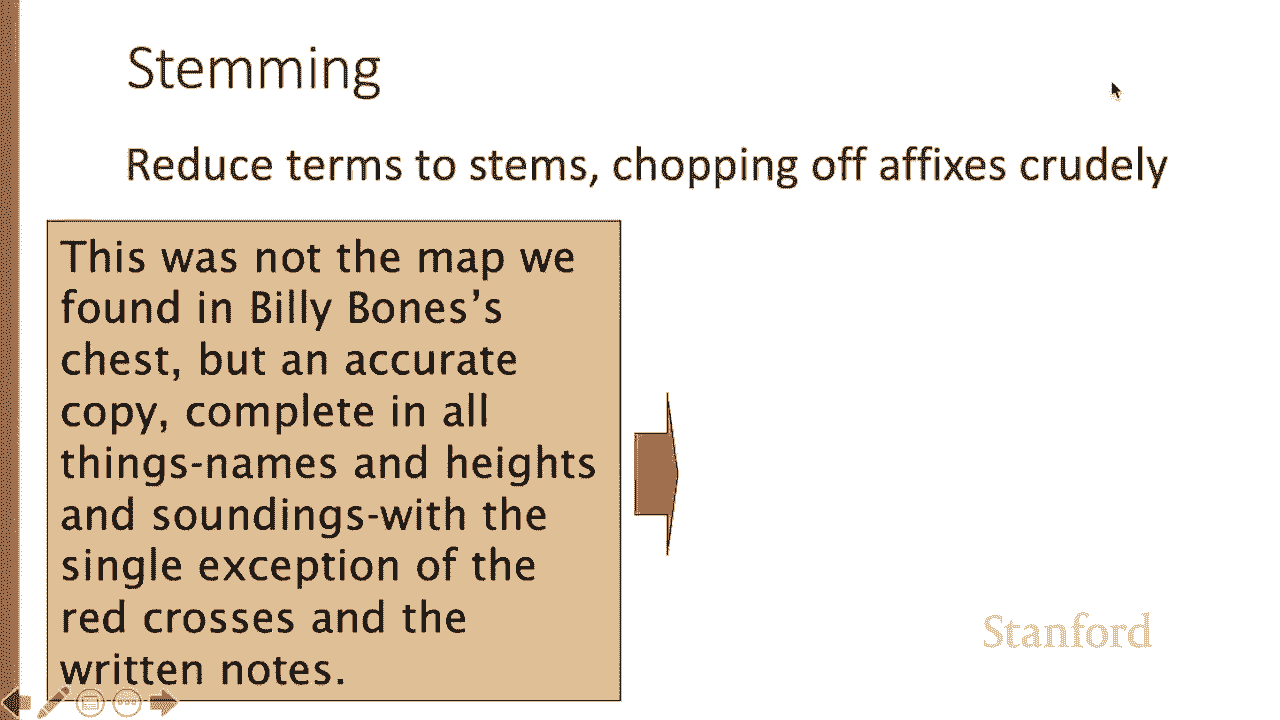 Stemming
Reduce terms to stems, chopping off affixes crudely
This was not the map we
found in Billy Bones’s
chest, but an accurate
copy, complete in all
things-names and heights
and soundings-with the
single exception of the
red crosses and the
written notes.
Stanford